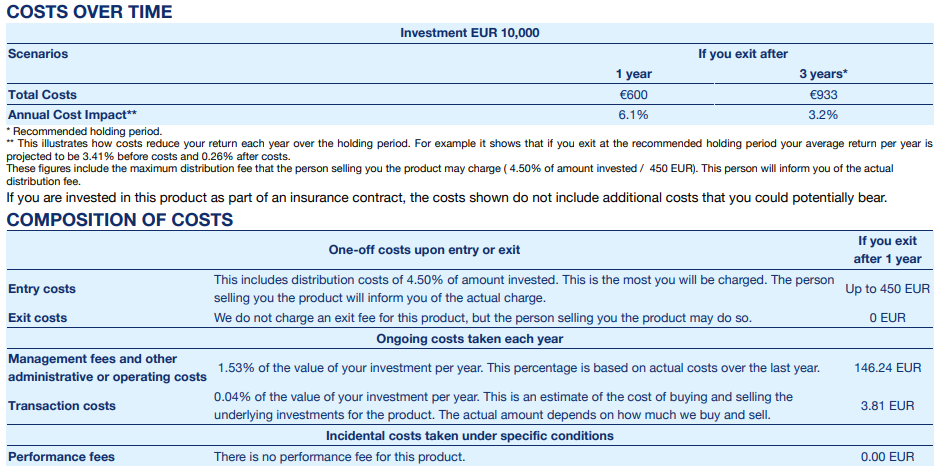 COSTS OVER TIME
Investment EUR 10,000
Scenarios If you exit after
1 year 3 years*
Total Costs €600 €933
Annual Cost Impact** 6.1% 3.2%
* Recommended holding period.
** This illustrates how costs reduce your return each year over the holding period. For example it shows that if you exit at the recommended holding period your average return per year is
projected to be 3.41% before costs and 0.26% after costs.
These figures include the maximum distribution fee that the person selling you the product may charge ( 4.50% of amount invested / 450 EUR). This person will inform you of the actual
distribution fee.
If you are invested in this product as part of an insurance contract, the costs shown do not include additional costs that you could potentially bear.
COMPOSITION OF COSTS
One-off costs upon entry or exit If you exit
after 1 year
Entry costs This includes distribution costs of 4.50% of amount invested. This is the most you will be charged. The person
selling you the product will inform you of the actual charge. Up to 450 EUR
Exit costs We do not charge an exit fee for this product, but the person selling you the product may do so. 0 EUR
Ongoing costs taken each year
Management fees and other
administrative or operating costs 1.53% of the value of your investment per year. This percentage is based on actual costs over the last year. 146.24 EUR
Transaction costs 0.04% of the value of your investment per year. This is an estimate of the cost of buying and selling the
underlying investments for the product. The actual amount depends on how much we buy and sell. 3.81 EUR
Incidental costs taken under specific conditions
Performance fees There is no performance fee for this product. 0.00 EUR